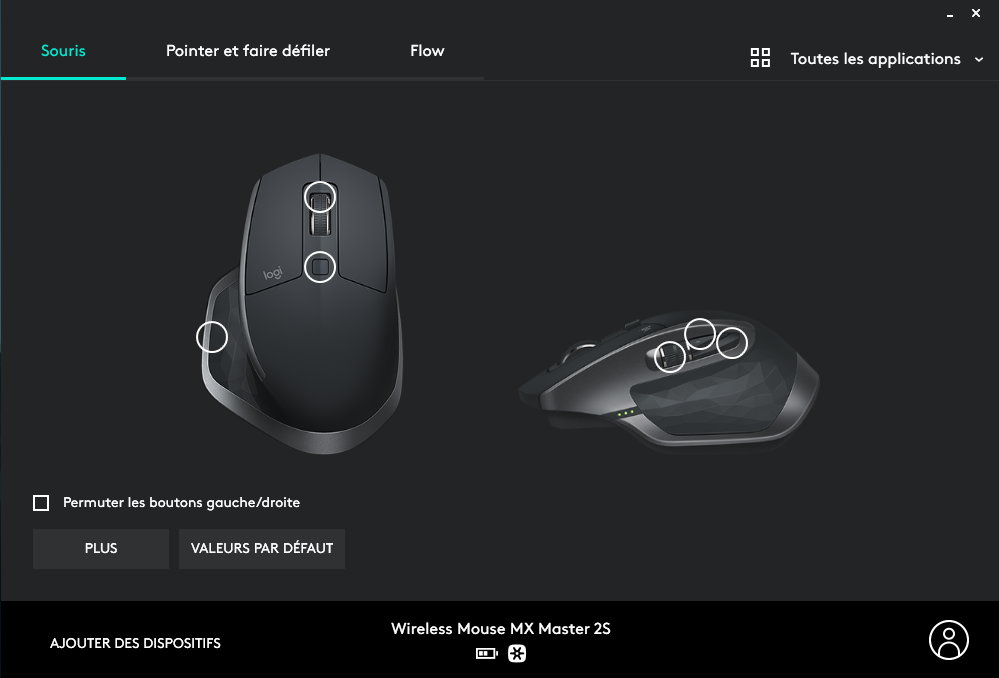 Souris
Pointer et faire défiler
Flow
Toutes les applications
logi
Permuter les boutons gauche/droite
PLUS
VALEURS PAR DÉFAUT
AJOUTER DES DISPOSITIFS
Wireless Mouse MX Master 2S